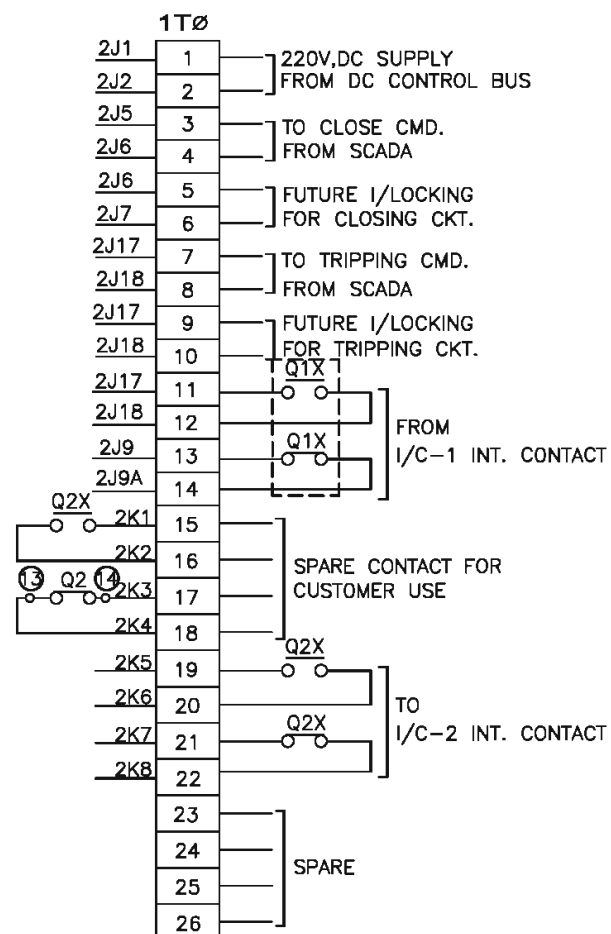 1TØ
2J1 1 220V,DC SUPPLY
2J2 2 FROM DC CONTROL BUS
2J5 3 TO CLOSE CMD.
2J6 4 FROM SCADA
2J6 5 FUTURE I/LOCKING
2J7 6 FOR CLOSING CKT.
2J17 7 TO TRIPPING CMD.
2J18 8 FROM SCADA
2J17 9 FUTURE I/LOCKING
2J18 10 FOR TRIPPING CKT.
Q1X
2J17 11
2J18 12 FROM
Q1X
2J9 13 I/C-1 INT. CONTACT
2J9A 14
Q2X
2K1 15
2K2 16 SPARE CONTACT FOR
13 Q2 14 2K3 17 CUSTOMER USE
2K4 18
Q2X
2K5 19
2K6 20 TO
Q2X
2K7 21 I/C-2 INT. CONTACT
2K8 22
23
24
SPARE
25
26